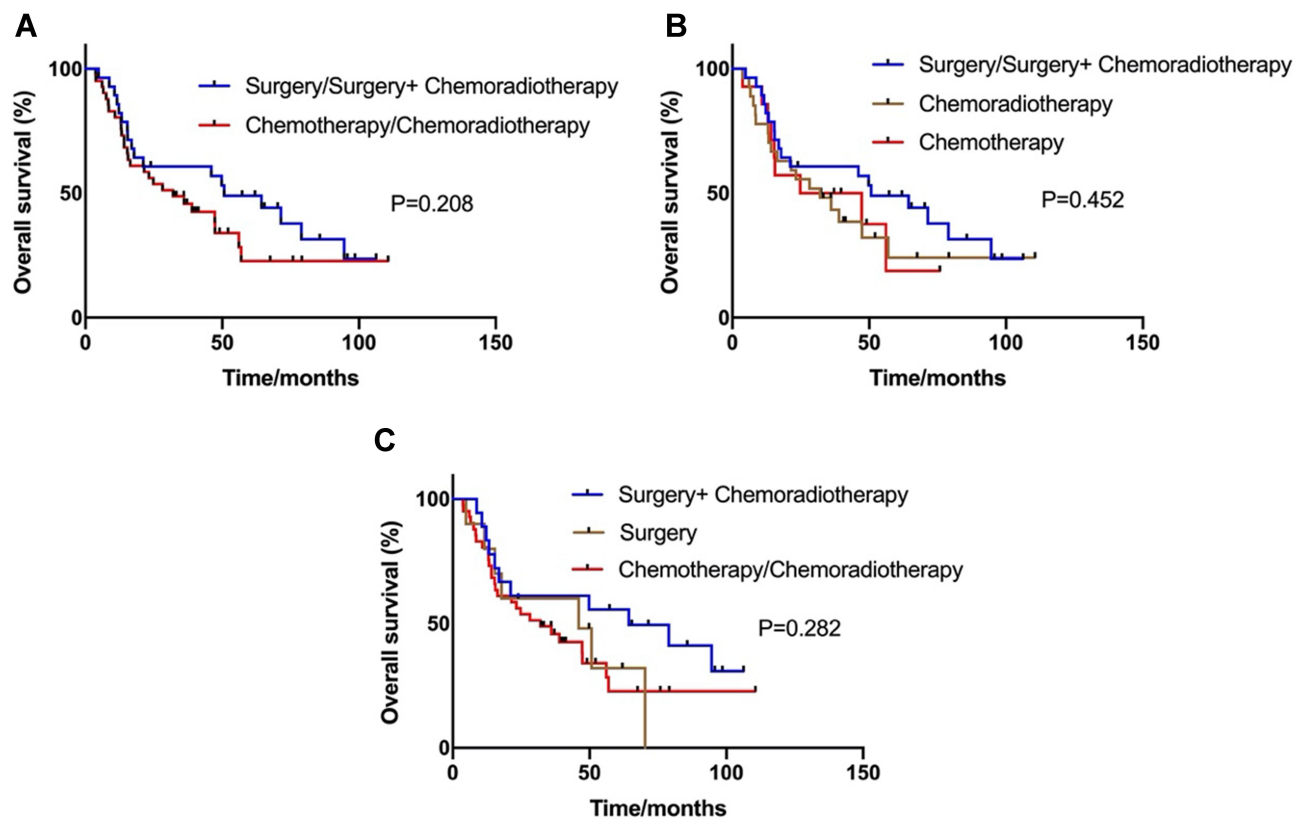 A
Overall survival (%)
100
50
0
Surgery/Surgery+ Chemoradiotherapy
Chemotherapy/Chemoradiotherapy
P=0.208
0 50 100 150
Time/months
B
Overall survival (%)
100
50
0
Surgery/Surgery+ Chemoradiotherapy
Chemoradiotherapy
Chemotherapy
P=0.452
0 50 100 150
Time/months
C
Overall survival (%)
100
50
0
Surgery+ Chemoradiotherapy
Surgery
Chemotherapy/Chemoradiotherapy
P=0.282
0 50 100 150
Time/months